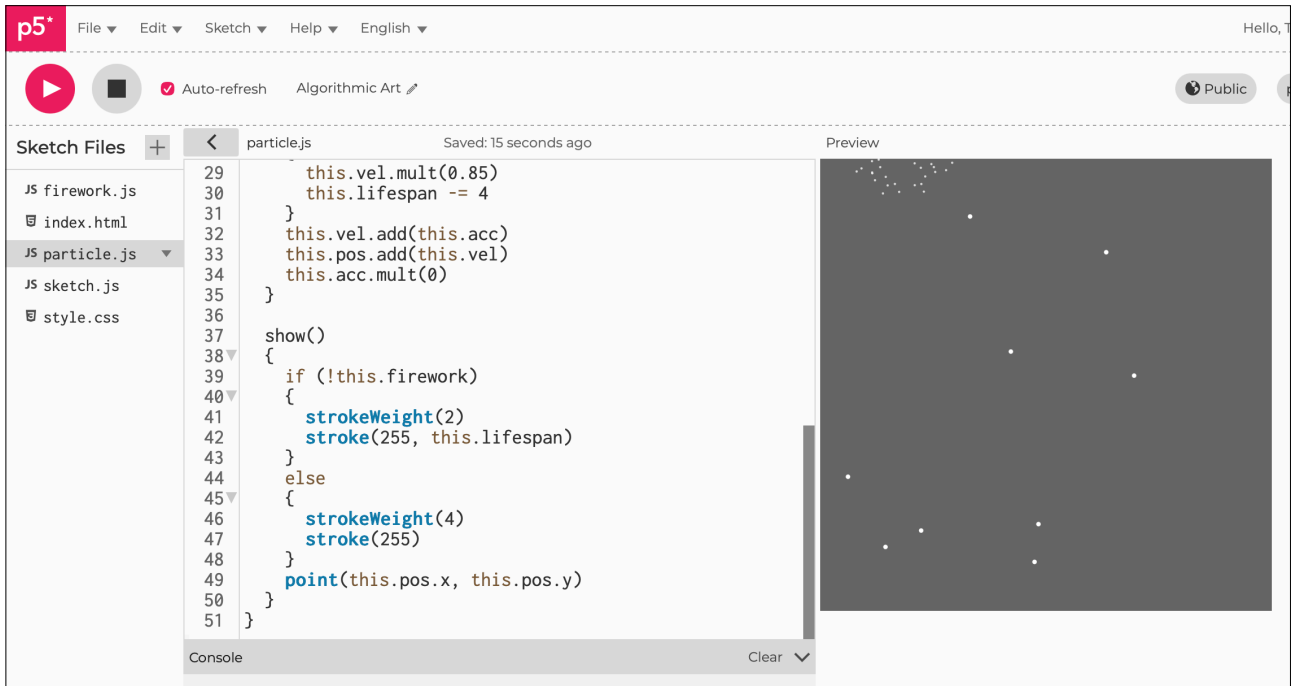 p5* File Edit Sketch Help English Hello, T
Auto-refresh Algorithmic Art Public
Sketch Files + particle.js Saved: 15 seconds ago Preview
JS firework.js
index.html
JS particle.js
JS sketch.js
style.css
29 this.vel.mult(0.85)
30 this.lifespan -= 4
31 }
32 this.vel.add(this.acc)
33 this.pos.add(this.vel)
34 this.acc.mult(0)
35 }
36
37 show()
38 {
39 if (!this.firework)
40 {
41 strokeWeight(2)
42 stroke(255, this.lifespan)
43 }
44 else
45 {
46 strokeWeight(4)
47 stroke(255)
48 }
49 point(this.pos.x, this.pos.y)
50 }
51 }
Console Clear